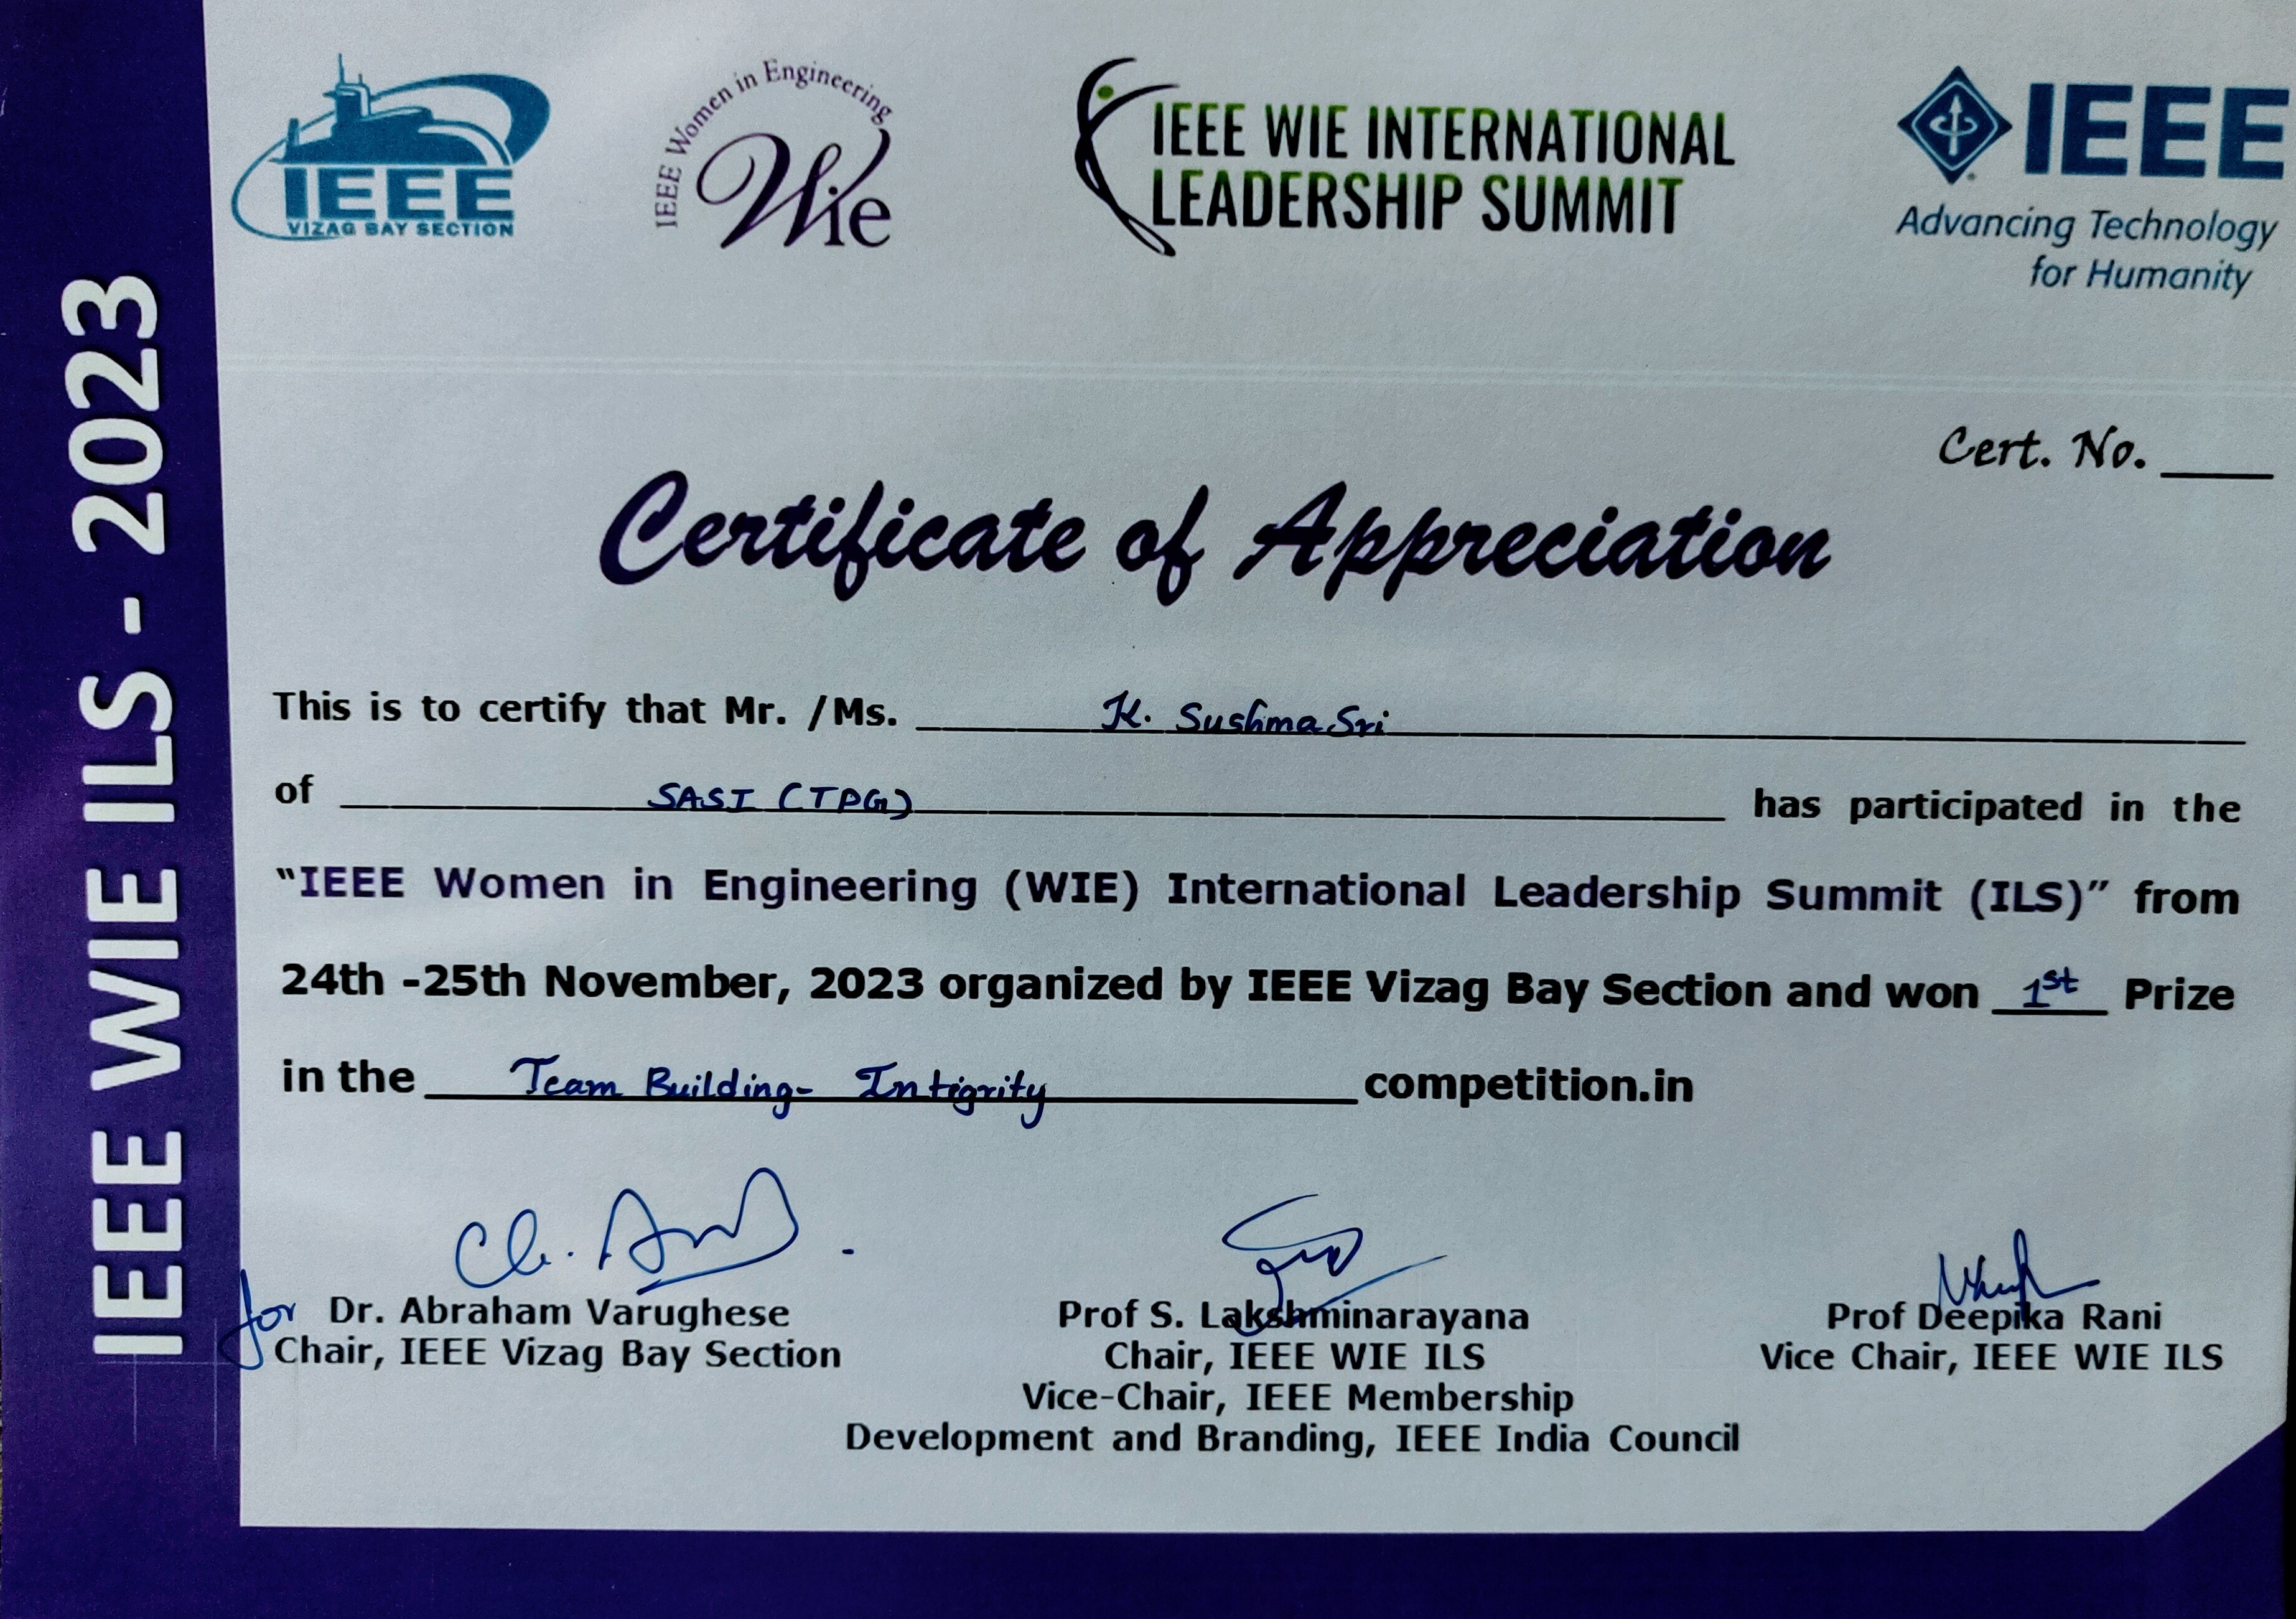 IEEE WIE ILS - 2023
IEEE
VIZAG BAY SECTION
IEEE Women in Engineering
Wie
IEEE WIE INTERNATIONAL
LEADERSHIP SUMMIT
IEEE
Advancing Technology
for Humanity
Cert. No. ____
Certificate of Appreciation
This is to certify that Mr. /Ms. K. Sushma Sri
of SASI (TPG) has participated in the
"IEEE Women in Engineering (WIE) International Leadership Summit (ILS)" from
24th -25th November, 2023 organized by IEEE Vizag Bay Section and won 1st Prize
in the Team Building- Intigrity competition.in
for Dr. Abraham Varughese
Chair, IEEE Vizag Bay Section
Prof S. Lakshminarayana
Chair, IEEE WIE ILS
Vice-Chair, IEEE Membership
Development and Branding, IEEE India Council
Prof Deepika Rani
Vice Chair, IEEE WIE ILS